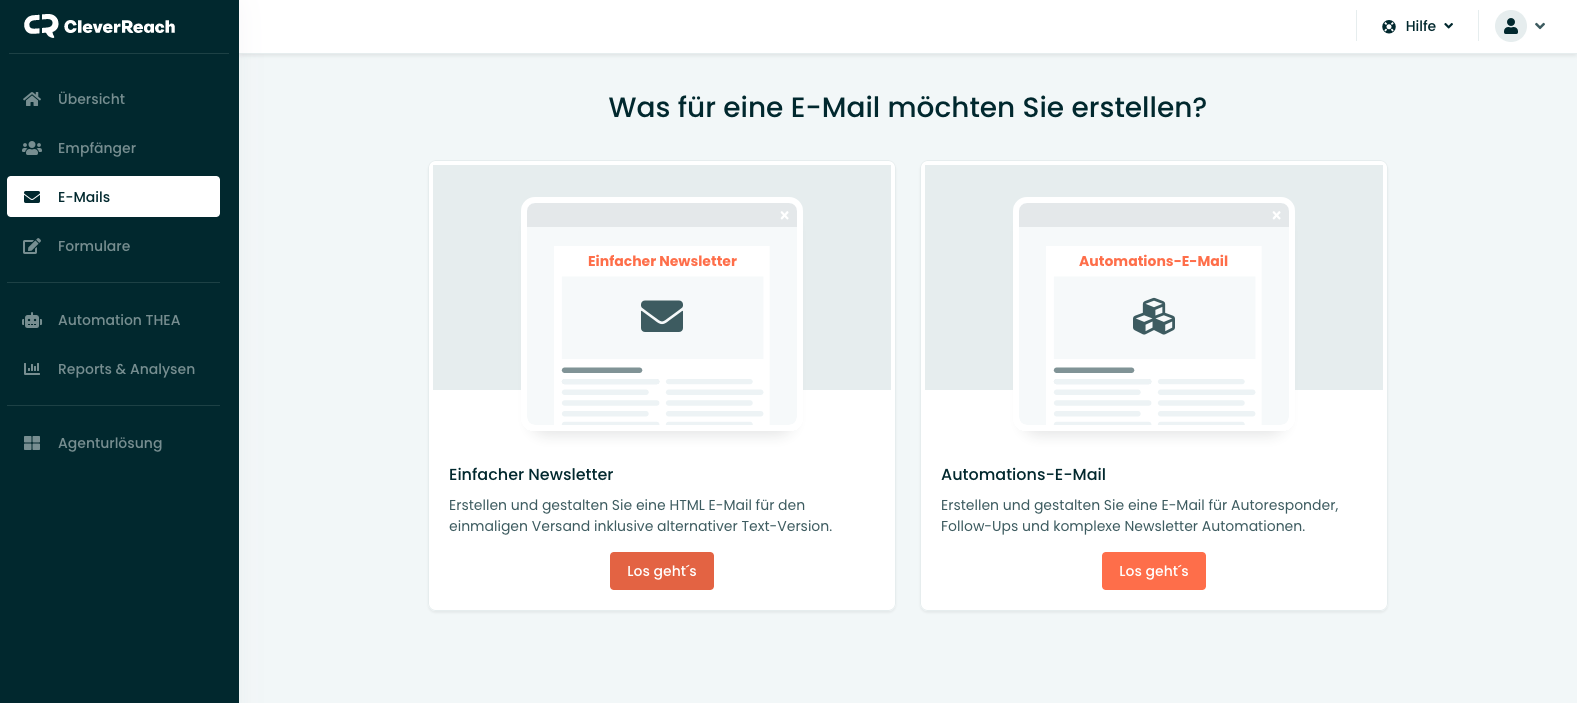 CleverReach
Hilfe
Übersicht
Empfänger
E-Mails
Formulare
Automation THEA
Reports & Analysen
Agenturlösung
Was für eine E-Mail möchten Sie erstellen?
Einfacher Newsletter
Einfacher Newsletter
Erstellen und gestalten Sie eine HTML E-Mail für den
einmaligen Versand inklusive alternativer Text-Version.
Los geht´s
Automations-E-Mail
Automations-E-Mail
Erstellen und gestalten Sie eine E-Mail für Autoresponder,
Follow-Ups und komplexe Newsletter Automationen.
Los geht´s